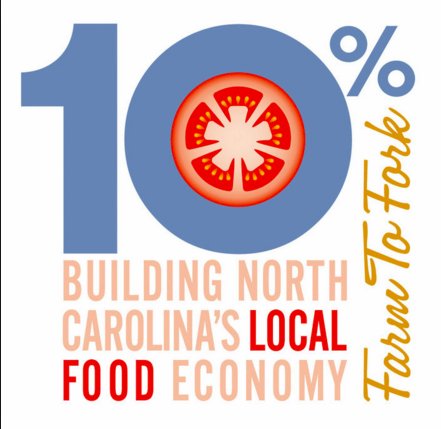 10%
BUILDING NORTH
CAROLINA'S LOCAL
FOOD ECONOMY
Farm To Fork